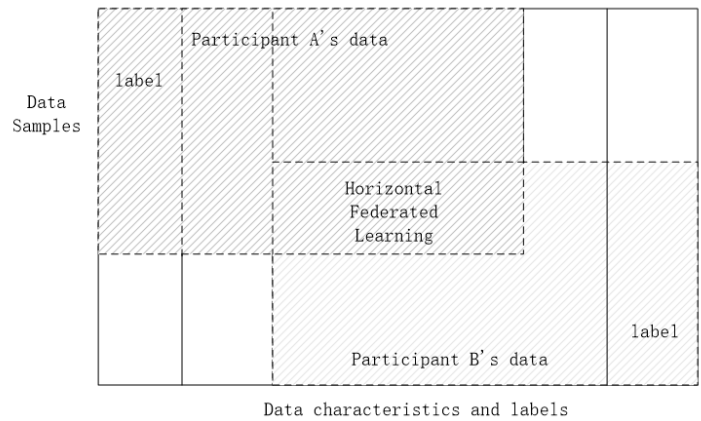 Participant A's data
label
Data
Samples
Horizontal
Federated
Learning
label
Participant B's data
Data characteristics and labels